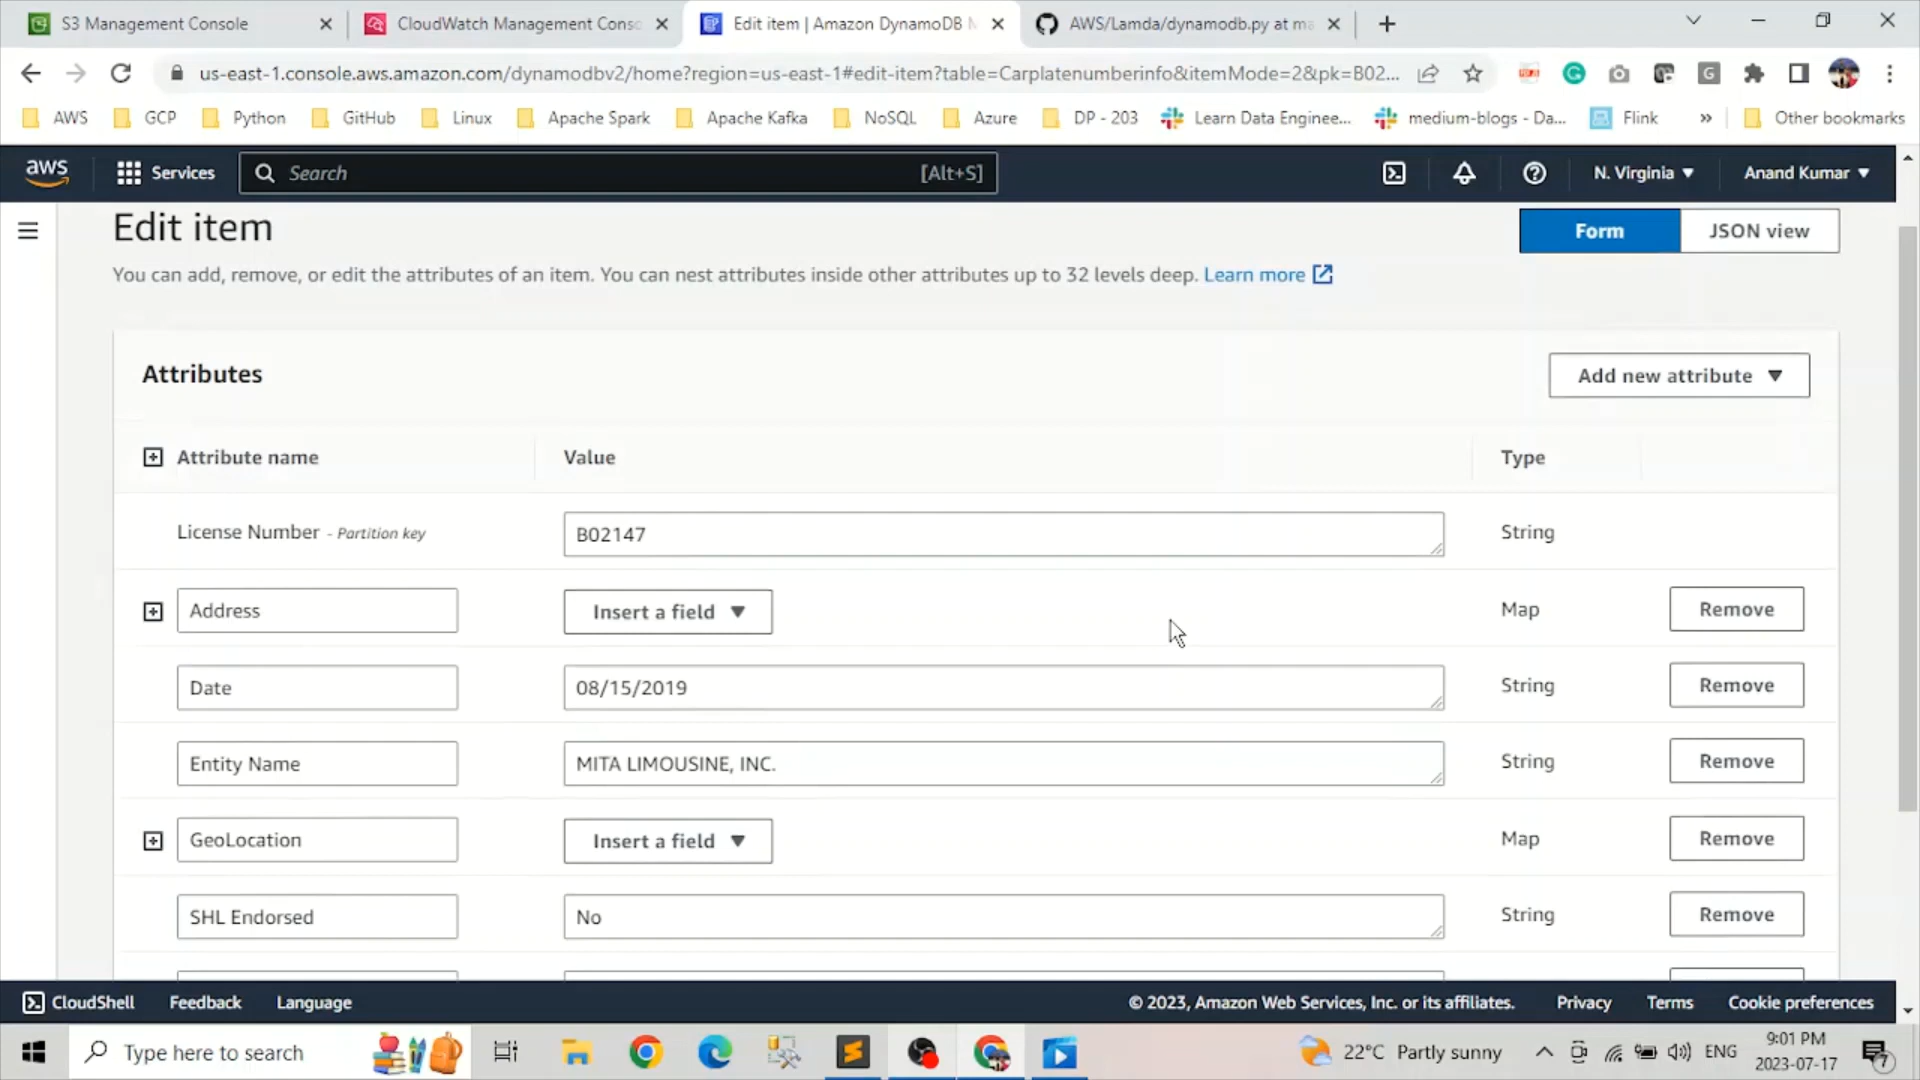 S3 Management Console
CloudWatch Management Conso
Edit item | Amazon DynamoDB M
AWS/Lamda/dynamodb.py at ma
us-east-1.console.aws.amazon.com/dynamodbv2/home?region=us-east-1#edit-item?table=Carplatenumberinfo&itemMode=2&pk=B02...
AWS
GCP
Python
GitHub
Linux
Apache Spark
Apache Kafka
NoSQL
Azure
DP - 203
Learn Data Enginee...
medium-blogs - Da...
Flink
»
Other bookmarks
aws
Services
Search
[Alt+S]
N. Virginia
Anand Kumar
Edit item
Form
JSON view
You can add, remove, or edit the attributes of an item. You can nest attributes inside other attributes up to 32 levels deep. Learn more
Attributes
Add new attribute
Attribute name
Value
Type
License Number - Partition key
B02147
String
Address
Insert a field
Map
Remove
Date
08/15/2019
String
Remove
Entity Name
MITA LIMOUSINE, INC.
String
Remove
GeoLocation
Insert a field
Map
Remove
SHL Endorsed
No
String
Remove
CloudShell
Feedback
Language
© 2023, Amazon Web Services, Inc. or its affiliates.
Privacy
Terms
Cookie preferences
Type here to search
22°C Partly sunny
ENG
9:01 PM
2023-07-17
7